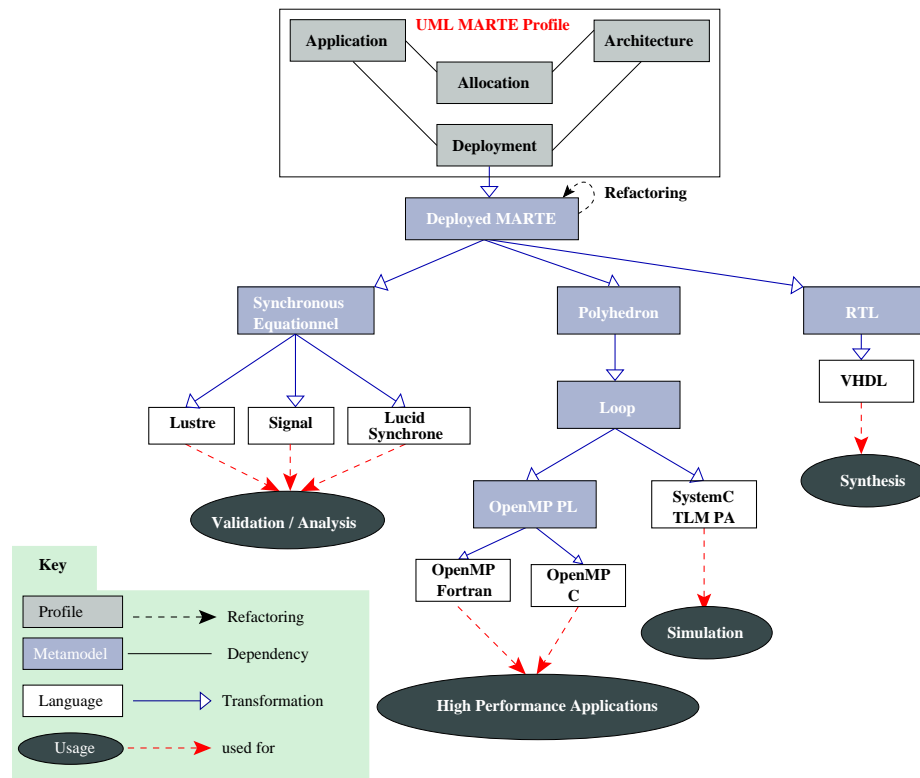 UML MARTE Profile
Application
Architecture
Allocation
Deployment
Refactoring
Deployed MARTE
Synchronous
Equationnel
Polyhedron
RTL
VHDL
Loop
Lustre
Signal
Lucid
Synchrone
Synthesis
OpenMP PL
SystemC
TLM PA
Validation / Analysis
OpenMP
Fortran
OpenMP
C
Simulation
High Performance Applications
Key
Profile
Refactoring
Metamodel
Dependency
Language
Transformation
Usage
used for